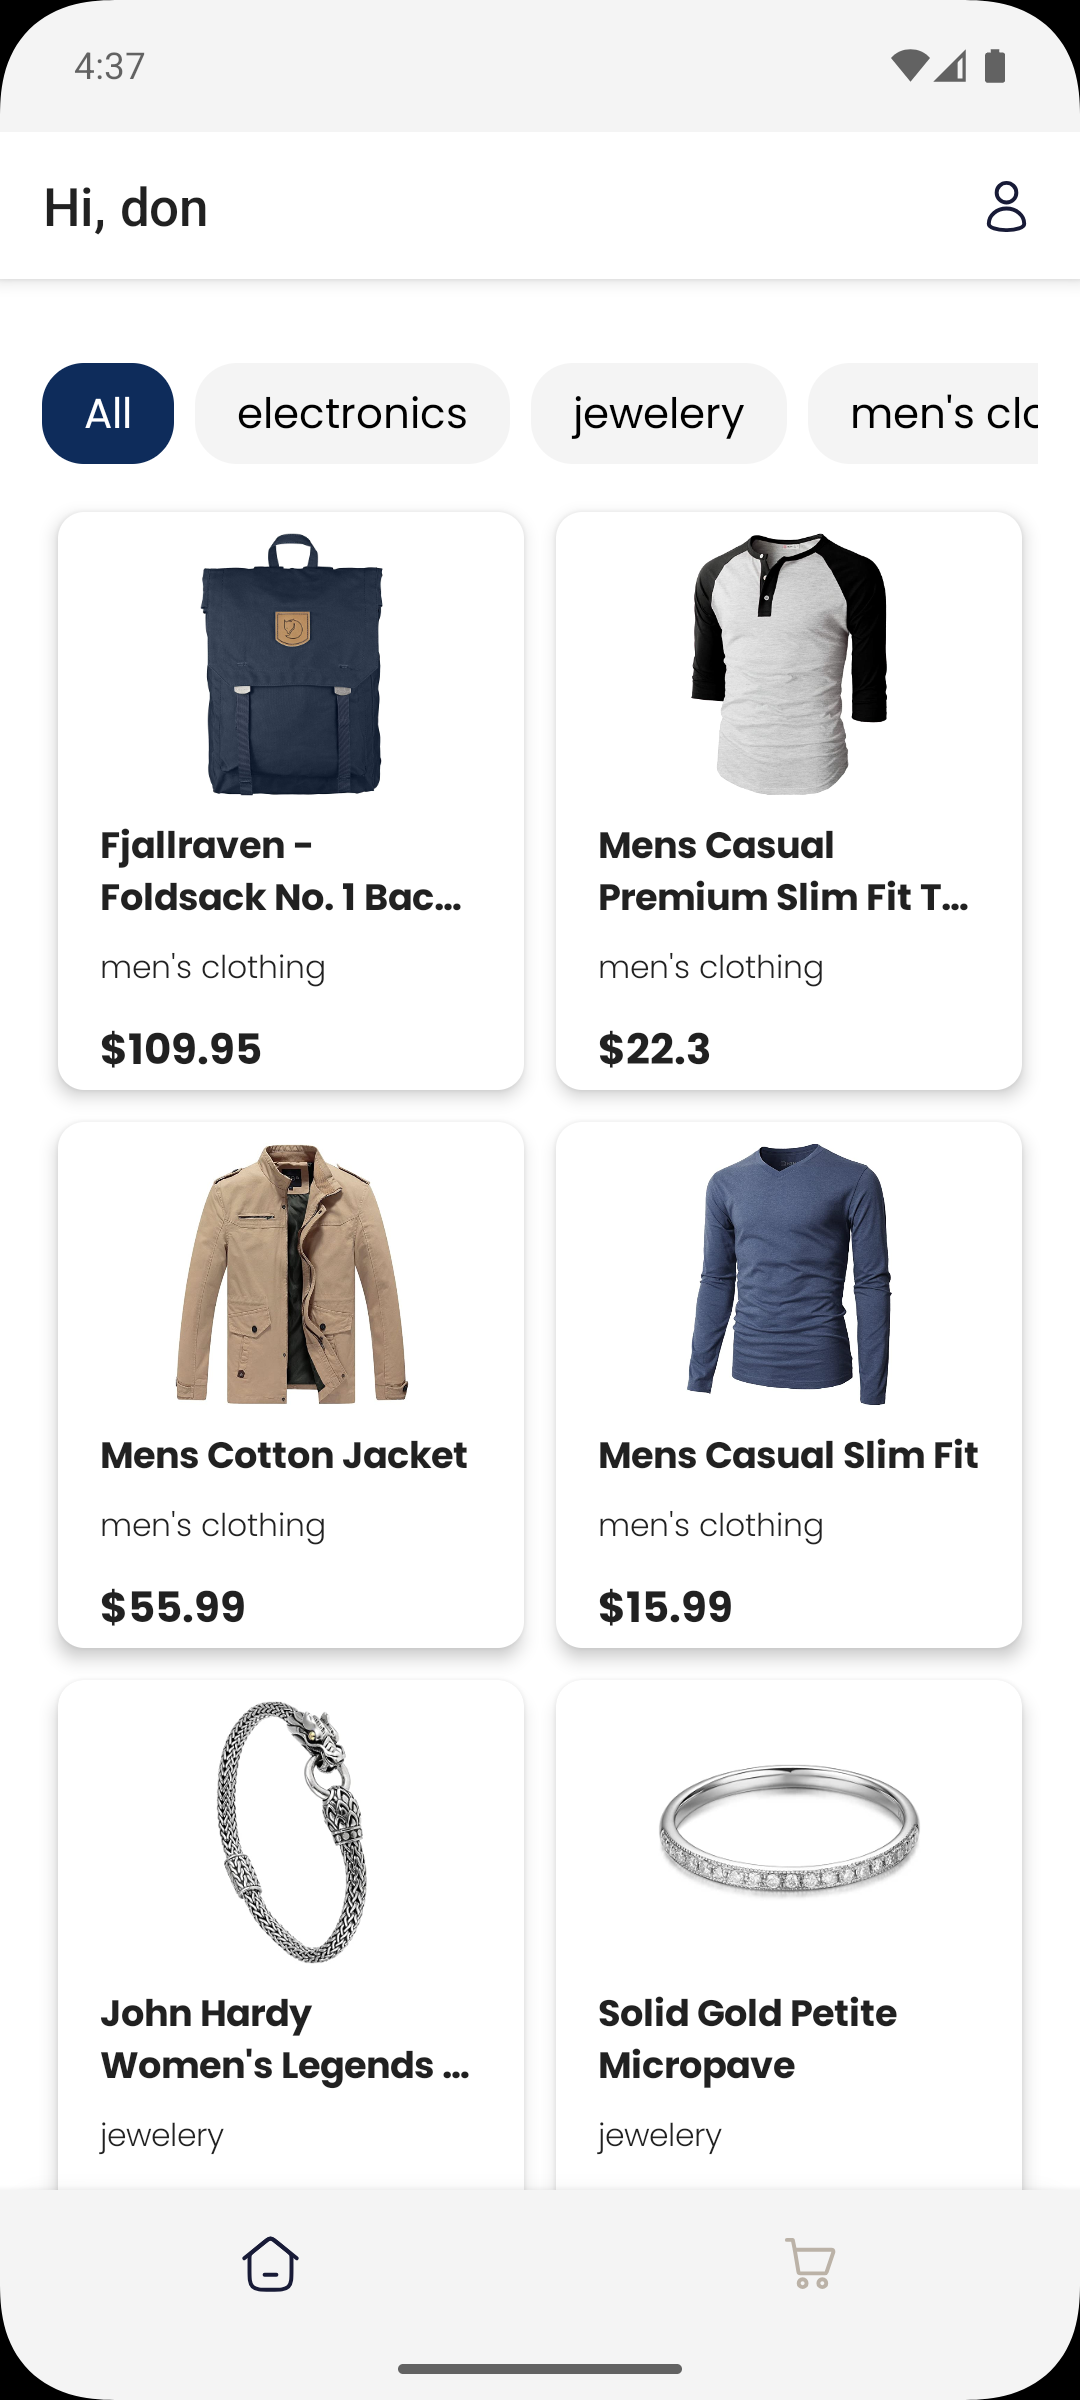 4:37
Hi, don
All
electronics
jewelery
men's clo
Fjallraven -
Foldsack No. 1 Bac...
men's clothing
$109.95
Mens Casual
Premium Slim Fit T...
men's clothing
$22.3
Mens Cotton Jacket
men's clothing
$55.99
Mens Casual Slim Fit
men's clothing
$15.99
John Hardy
Women's Legends ...
jewelery
Solid Gold Petite
Micropave
jewelery